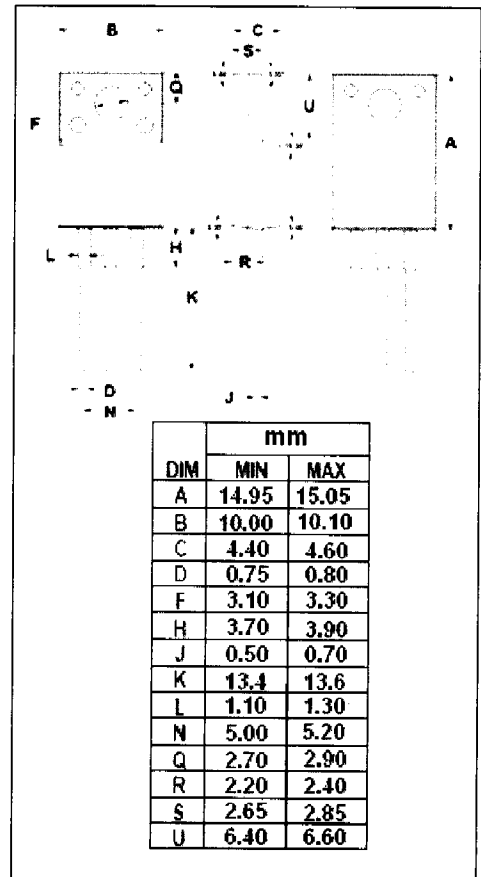 B
C
S
Q
U
F
A
H
L
R
K
D
J
N
mm
DIM MIN MAX
A 14.95 15.05
B 10.00 10.10
C 4.40 4.60
D 0.75 0.80
F 3.10 3.30
H 3.70 3.90
J 0.50 0.70
K 13.4 13.6
L 1.10 1.30
N 5.00 5.20
Q 2.70 2.90
R 2.20 2.40
S 2.65 2.85
U 6.40 6.60